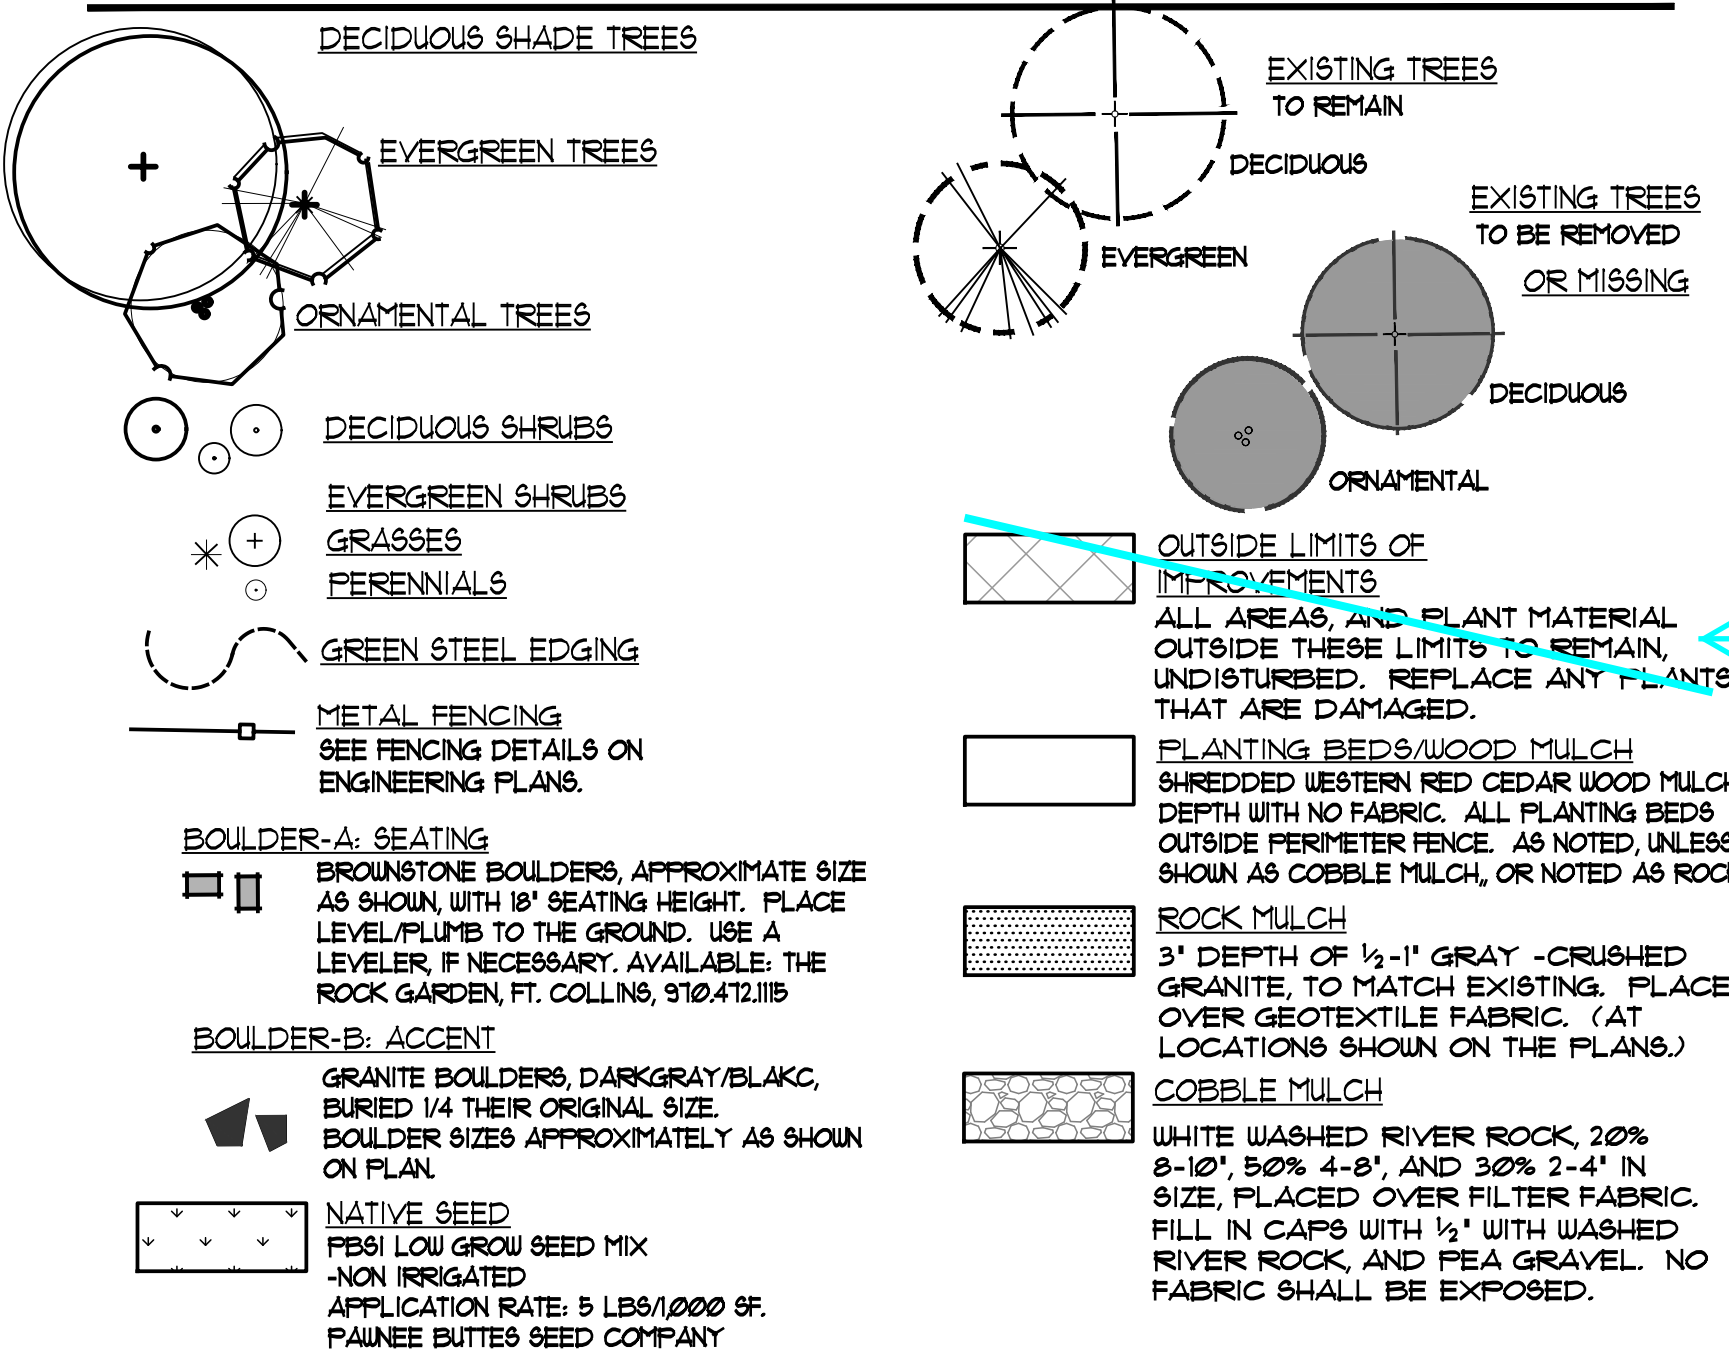 DECIDUOUS SHADE TREES
EVERGREEN TREES
ORNAMENTAL TREES
DECIDUOUS SHRUBS
EVERGREEN SHRUBS
GRASSES
PERENNIALS
GREEN STEEL EDGING
METAL FENCING
SEE FENCING DETAILS ON
ENGINEERING PLANS.
BOULDER-A: SEATING
BROWNSTONE BOULDERS, APPROXIMATE SIZE
AS SHOWN, WITH 18" SEATING HEIGHT. PLACE
LEVEL/PLUMB TO THE GROUND. USE A
LEVELER, IF NECESSARY. AVAILABLE: THE
ROCK GARDEN, FT. COLLINS, 970.472.1115
BOULDER-B: ACCENT
GRANITE BOULDERS, DARKGRAY/BLAKC,
BURIED 1/4 THEIR ORIGINAL SIZE.
BOULDER SIZES APPROXIMATELY AS SHOWN
ON PLAN.
NATIVE SEED
PBSI LOW GROW SEED MIX
-NON IRRIGATED
APPLICATION RATE: 5 LBS/1,000 SF.
PAWNEE BUTTES SEED COMPANY
EXISTING TREES
TO REMAIN
DECIDUOUS
EVERGREEN
EXISTING TREES
TO BE REMOVED
OR MISSING
DECIDUOUS
ORNAMENTAL
OUTSIDE LIMITS OF
IMPROVEMENTS
ALL AREAS, AND PLANT MATERIAL
OUTSIDE THESE LIMITS TO REMAIN,
UNDISTURBED. REPLACE ANY PLANTS
THAT ARE DAMAGED.
PLANTING BEDS/WOOD MULCH
SHREDDED WESTERN RED CEDAR WOOD MULCH
DEPTH WITH NO FABRIC. ALL PLANTING BEDS
OUTSIDE PERIMETER FENCE. AS NOTED, UNLESS
SHOWN AS COBBLE MULCH,, OR NOTED AS ROCK
ROCK MULCH
3" DEPTH OF ½-1" GRAY -CRUSHED
GRANITE, TO MATCH EXISTING. PLACE
OVER GEOTEXTILE FABRIC. (AT
LOCATIONS SHOWN ON THE PLANS.)
COBBLE MULCH
WHITE WASHED RIVER ROCK, 20%
8-10", 50% 4-8", AND 30% 2-4" IN
SIZE, PLACED OVER FILTER FABRIC.
FILL IN CAPS WITH ½" WITH WASHED
RIVER ROCK, AND PEA GRAVEL. NO
FABRIC SHALL BE EXPOSED.